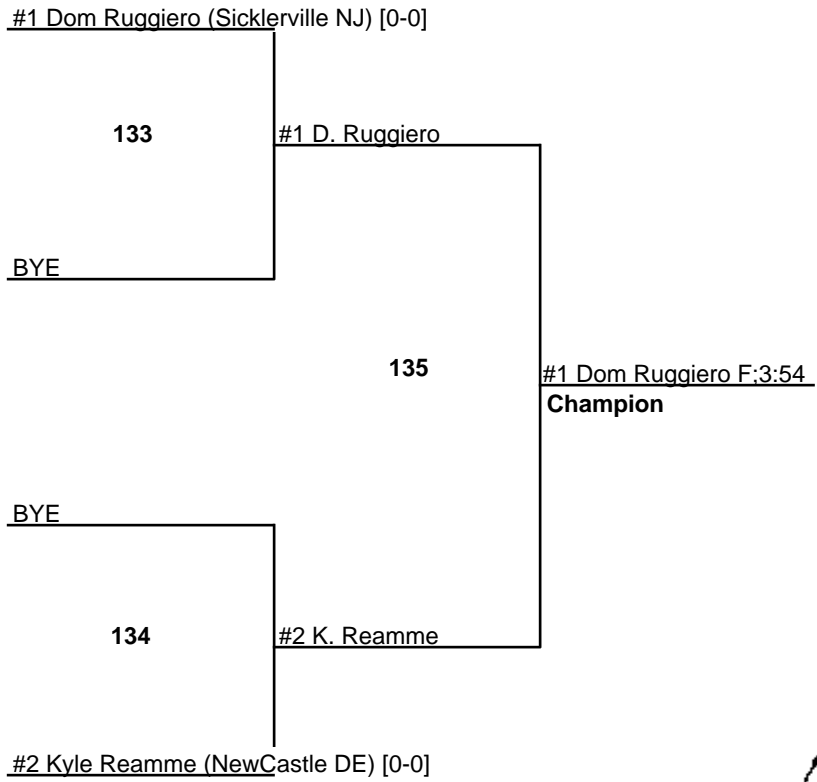 #1 Dom Ruggiero (Sicklerville NJ) [0-0]
133
#1 D. Ruggiero
BYE
135
#1 Dom Ruggiero F;3:54
Champion
BYE
134
#2 K. Reamme
#2 Kyle Reamme (NewCastle DE) [0-0]